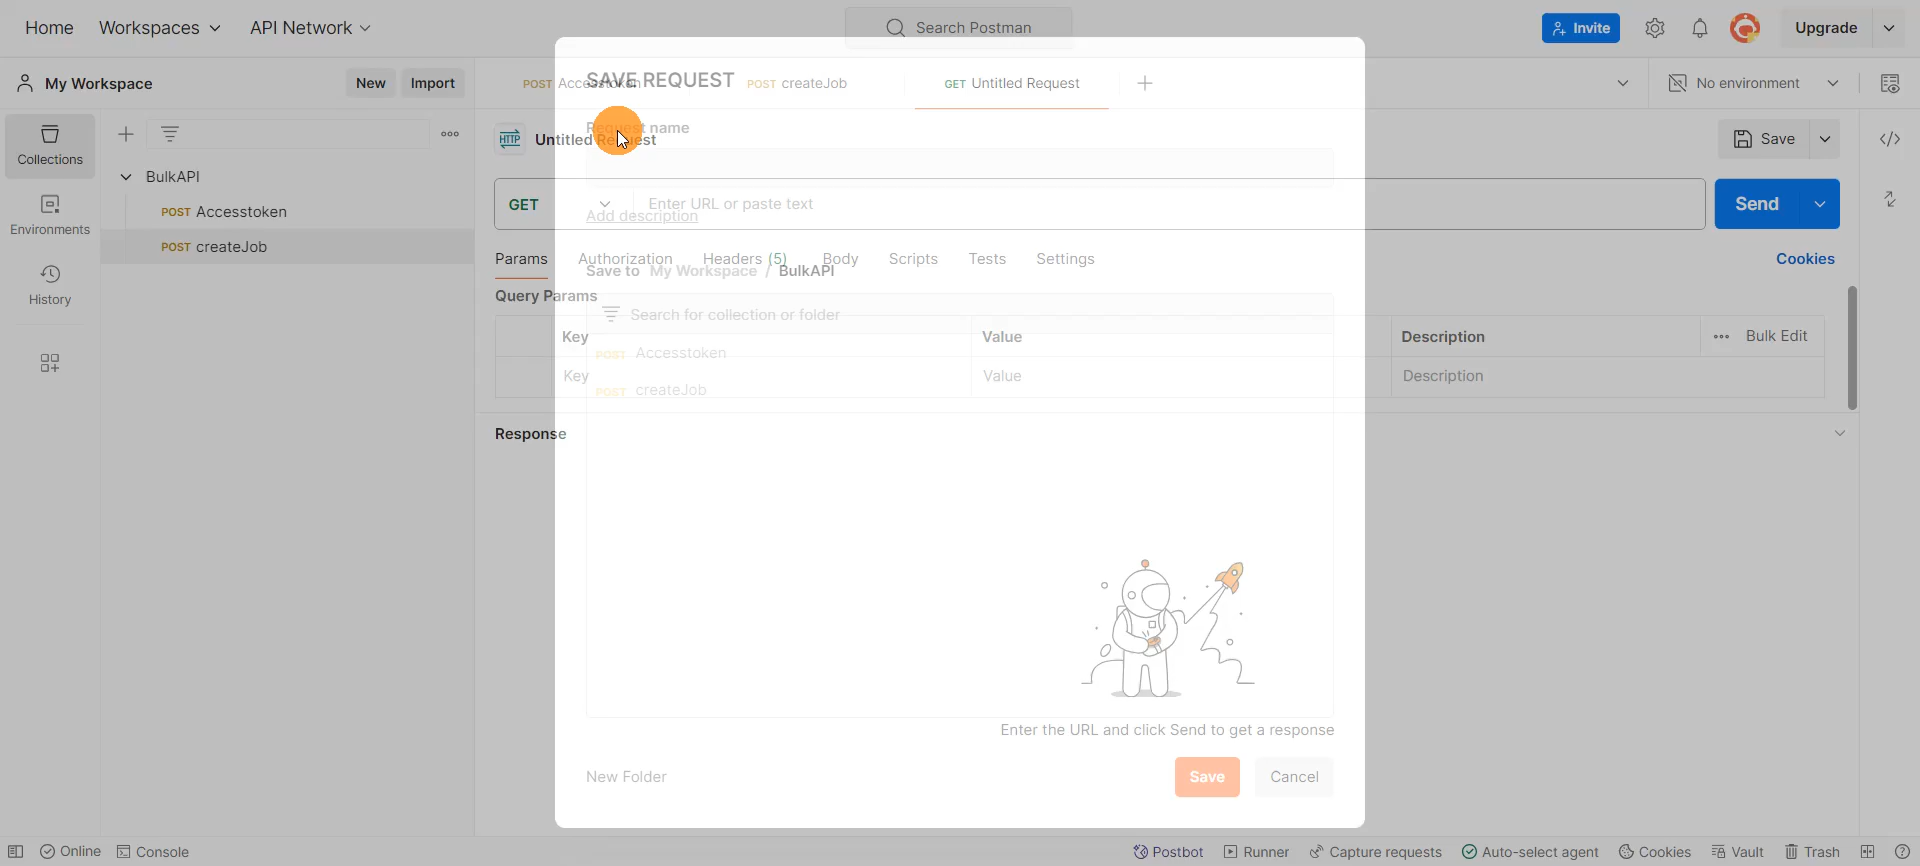 Home Workspaces API Network Search Postman Invite Upgrade
My Workspace New Import POST Accesstoken POST createJob GET Untitled Request No environment
SAVE REQUEST
Request name
Collections HTTP Untitled Request Save
BulkAPI
POST Accesstoken GET Enter URL or paste text Send
Add description
Environments
POST createJob Params Authorization Headers (5) Body Scripts Tests Settings Cookies
Save to My Workspace / BulkAPI
History Query Params
Search for collection or folder
Key Value Description Bulk Edit
POST Accesstoken
Key Value Description
POST createJob
Response
Enter the URL and click Send to get a response
New Folder Save Cancel
Online Console Postbot Runner Capture requests Auto-select agent Cookies Vault Trash